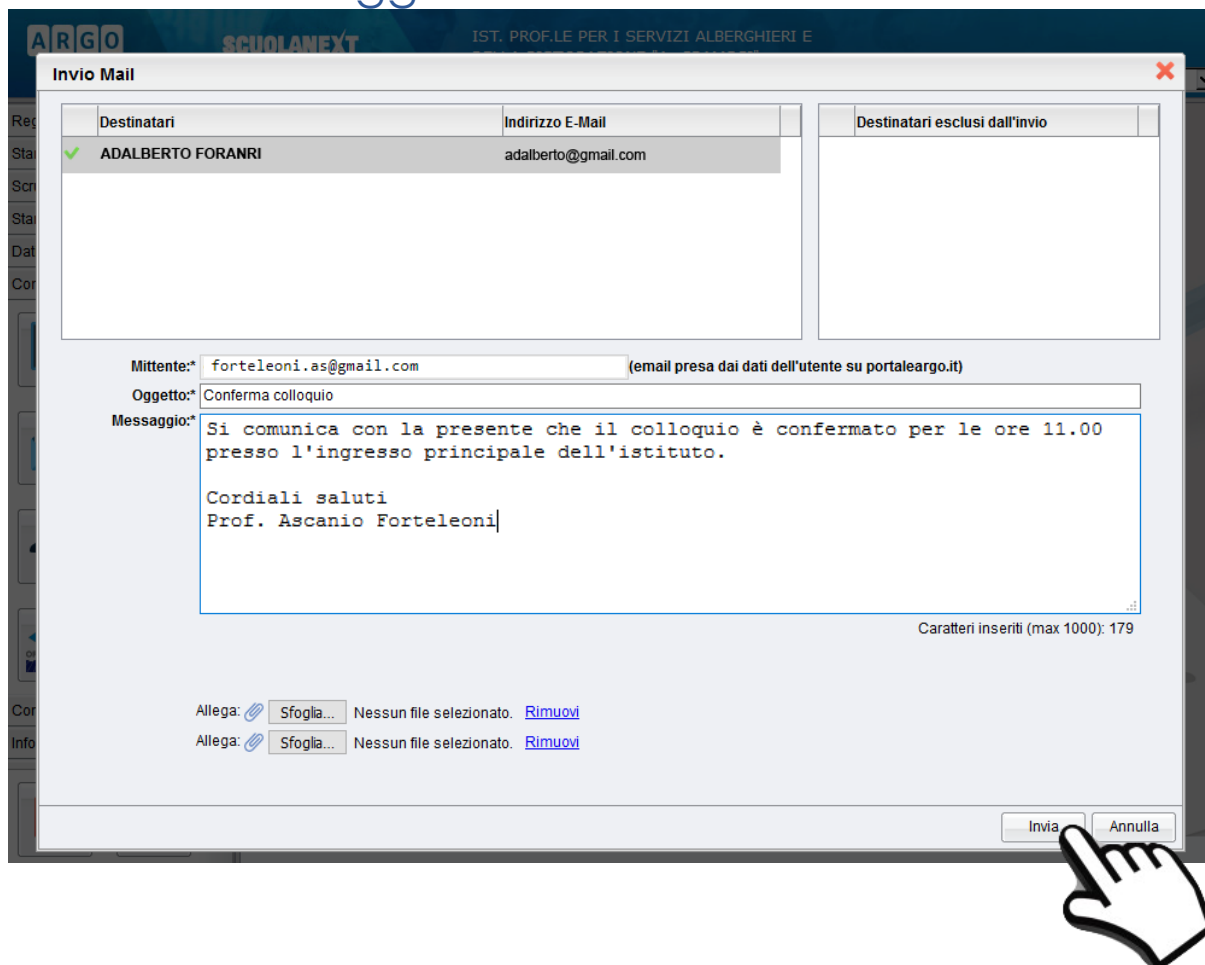 ARGO
SCUOLANEXT
IST. PROF.LE PER I SERVIZI ALBERGHIERI E
Invio Mail
Destinatari Indirizzo E-Mail
Destinatari esclusi dall'invio
ADALBERTO FORANRI adalberto@gmail.com
Mittente:* forteleoni.as@gmail.com (email presa dai dati dell'utente su portaleargo.it)
Oggetto:* Conferma colloquio
Messaggio:* Si comunica con la presente che il colloquio è confermato per le ore 11.00
presso l'ingresso principale dell'istituto.
Cordiali saluti
Prof. Ascanio Forteleoni
Caratteri inseriti (max 1000): 179
Allega: Sfoglia... Nessun file selezionato. Rimuovi
Allega: Sfoglia... Nessun file selezionato. Rimuovi
Invia Annulla